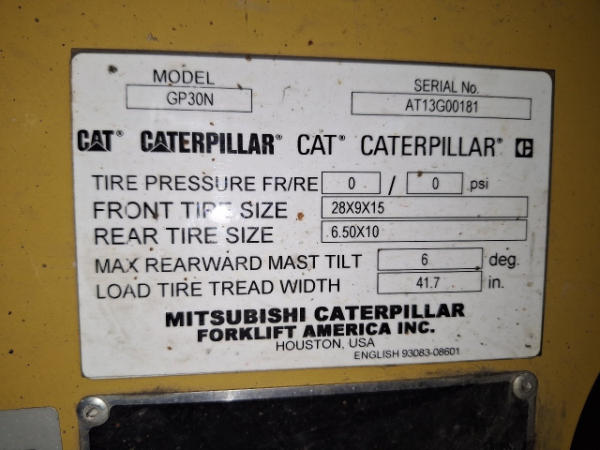 MODEL
SERIAL No.
GP30N
AT13G00181
CAT® CATERPILLAR® CAT® CATERPILLAR®
TIRE PRESSURE FR/RE 0 / 0 psi
FRONT TIRE SIZE 28X9X15
REAR TIRE SIZE 6.50X10
MAX REARWARD MAST TILT 6 deg.
LOAD TIRE TREAD WIDTH 41.7 in.
MITSUBISHI CATERPILLAR
FORKLIFT AMERICA INC.
HOUSTON, USA
ENGLISH 93083-08601